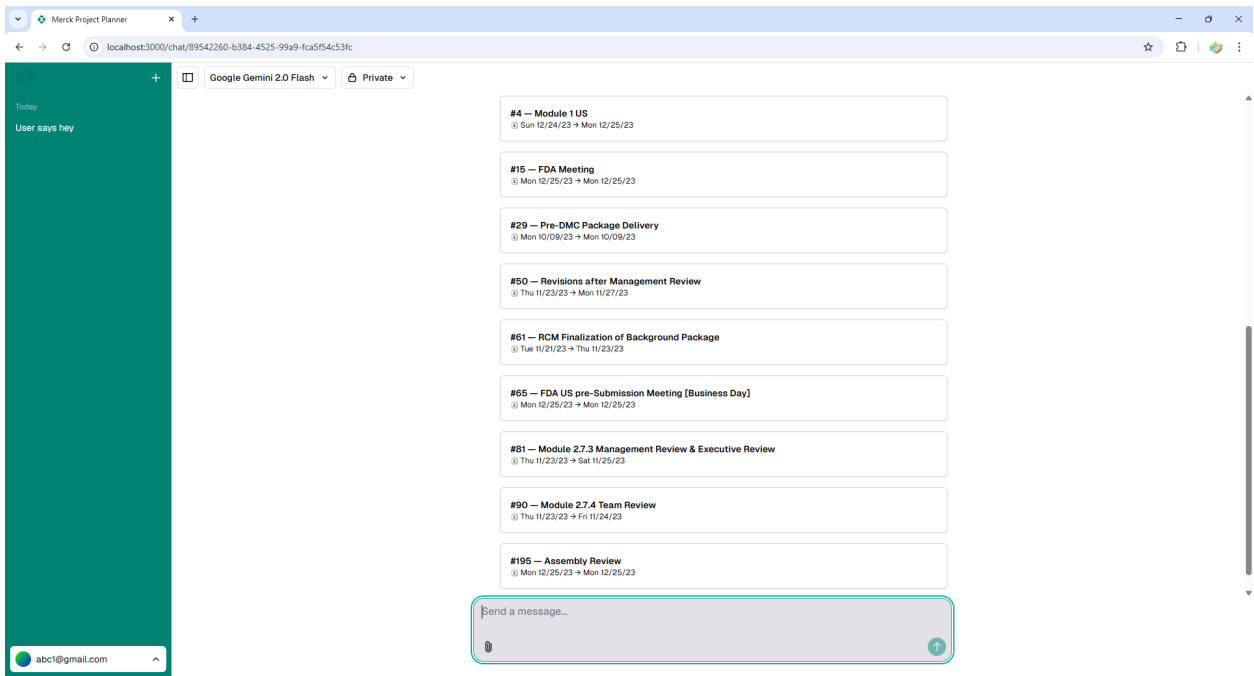 Merck Project Planner
localhost:3000/chat/89542260-b384-4525-99a9-fca5f54c53fc
Google Gemini 2.0 Flash
Private
Today
User says hey
#4 — Module 1 US
Sun 12/24/23 → Mon 12/25/23
#15 — FDA Meeting
Mon 12/25/23 → Mon 12/25/23
#29 — Pre-DMC Package Delivery
Mon 10/09/23 → Mon 10/09/23
#50 — Revisions after Management Review
Thu 11/23/23 → Mon 11/27/23
#61 — RCM Finalization of Background Package
Tue 11/21/23 → Thu 11/23/23
#65 — FDA US pre-Submission Meeting [Business Day]
Mon 12/25/23 → Mon 12/25/23
#81 — Module 2.7.3 Management Review & Executive Review
Thu 11/23/23 → Sat 11/25/23
#90 — Module 2.7.4 Team Review
Thu 11/23/23 → Fri 11/24/23
#195 — Assembly Review
Mon 12/25/23 → Mon 12/25/23
Send a message...
abc1@gmail.com